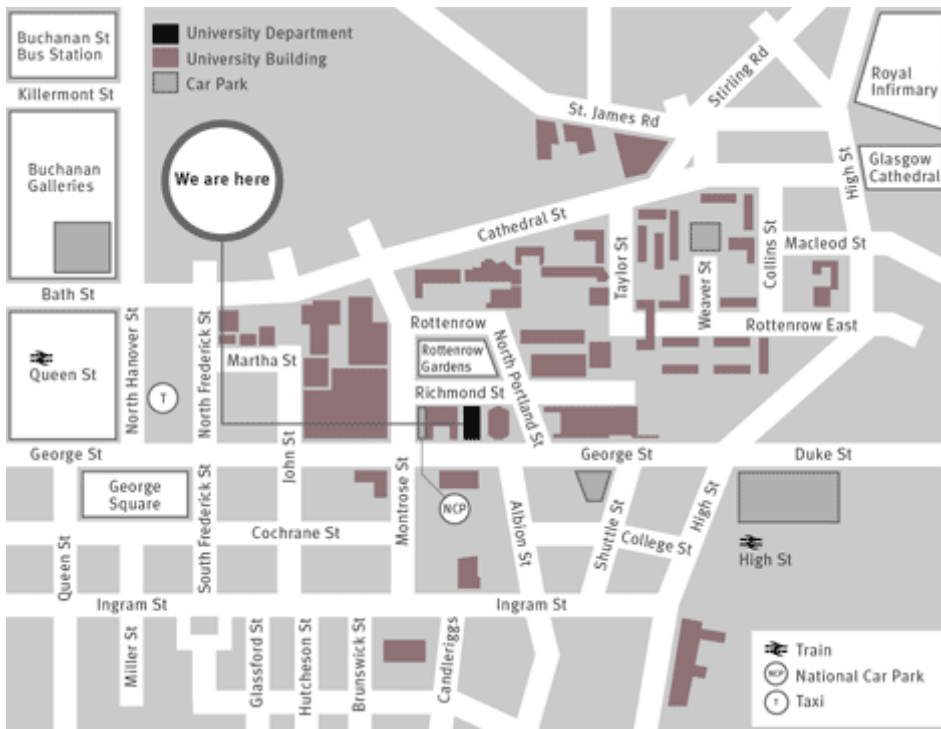 Buchanan St
Bus Station
University Department
University Building
Car Park
Killermont St
Stirling Rd
Royal
Infirmary
St. James Rd
We are here
Buchanan
Galleries
High St
Glasgow
Cathedral
Cathedral St
Taylor St
Collins St
Macleod St
Weaver St
Bath St
North Hanover St
North Frederick St
Rottenrow
Rottenrow East
Martha St
Rottenrow
Gardens
North Portland St
Queen St
T
Richmond St
George St
John St
George St
Duke St
George
Square
South Frederick St
Montrose St
NCP
Albion St
Shuttle St
High St
Cochrane St
College St
High St
Queen St
Ingram St
Ingram St
Miller St
Glassford St
Hutcheson St
Brunswick St
Candleriggs
Train
NCP
National Car Park
T
Taxi